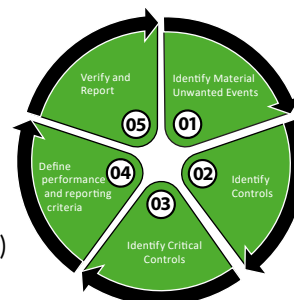 Verify and
Report
05
Identify Material
Unwanted Events
01
02
Identify
Controls
03
Identify Critical
Controls
04
Define
performance
and reporting
criteria
)